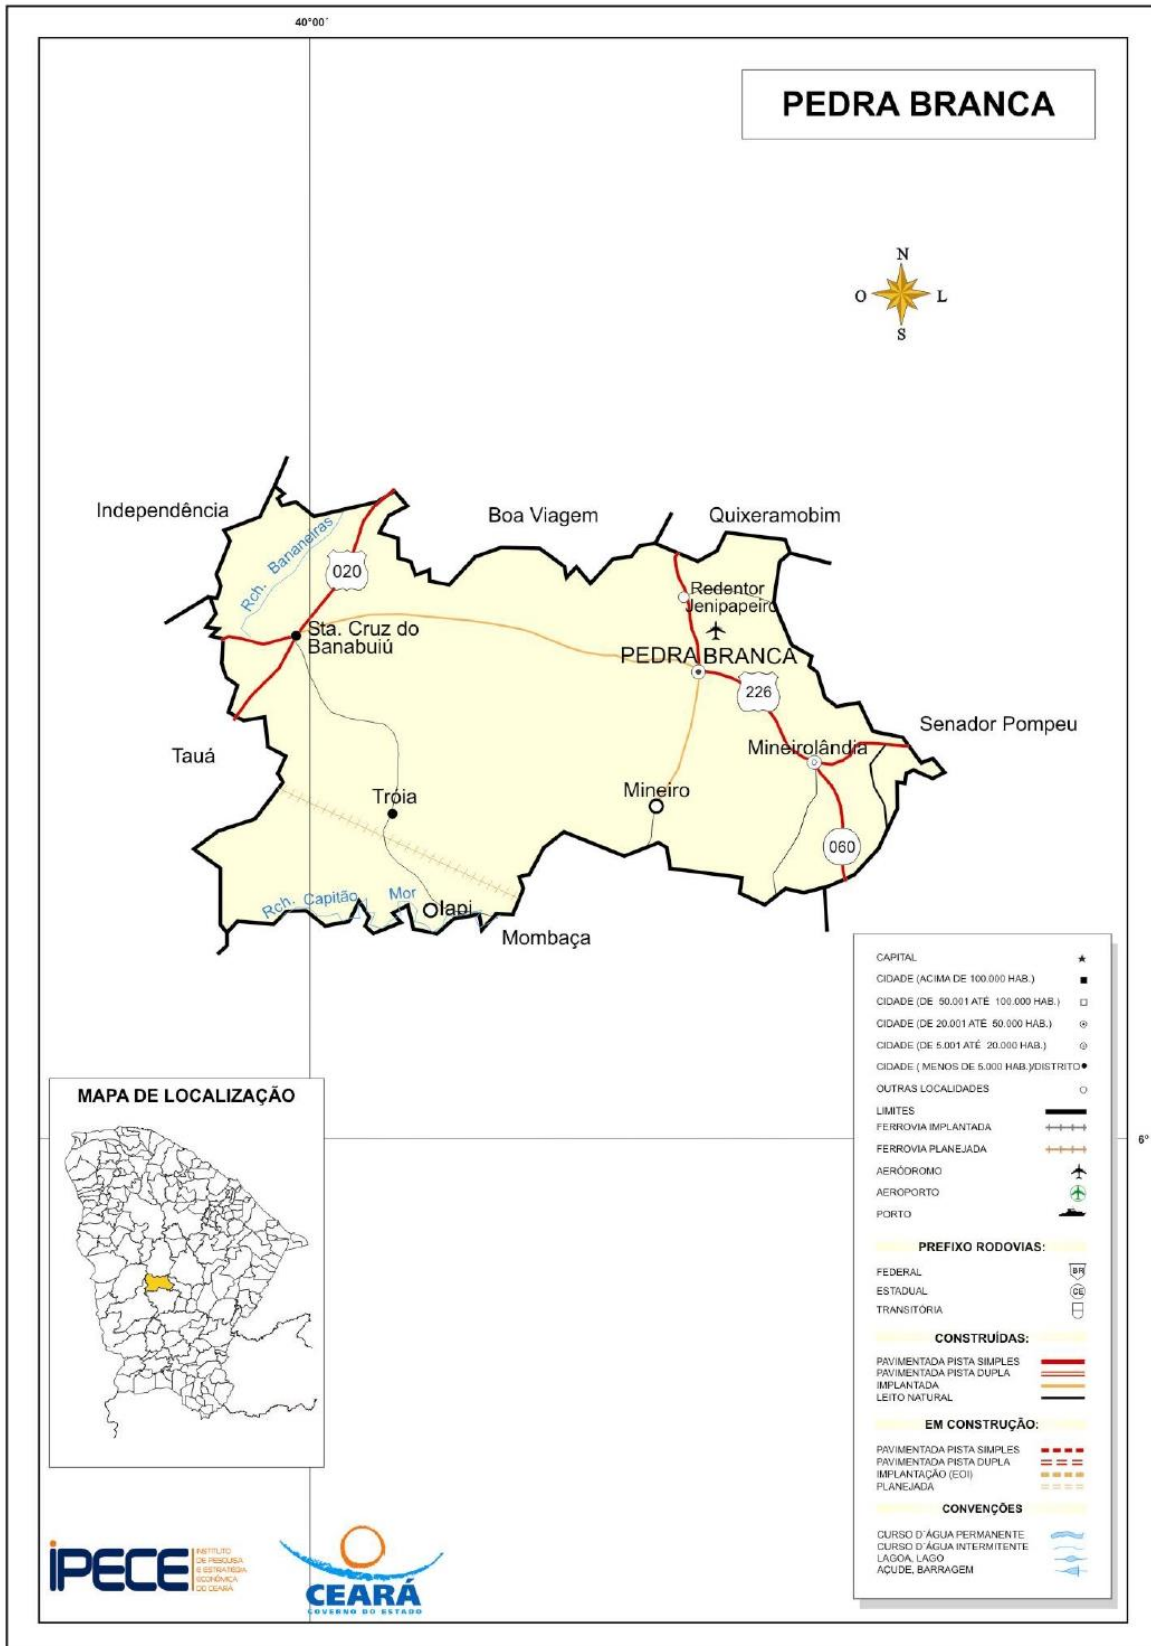 40°00´
PEDRA BRANCA
N
O
L
S
Independência
Boa Viagem
Quixeramobim
Rch. Bananeiras
020
Redentor
Jenipapeiro
Sta. Cruz do
Banabuiú
PEDRA BRANCA
226
Senador Pompeu
Mineirolândia
Tauá
Tróia
Mineiro
060
Rch. Capitão Mor
Iapi
Mombaça
CAPITAL
CIDADE (ACIMA DE 100.000 HAB.)
CIDADE (DE 50.001 ATÉ 100.000 HAB.)
CIDADE (DE 20.001 ATÉ 50.000 HAB.)
CIDADE (DE 5.001 ATÉ 20.000 HAB.)
CIDADE ( MENOS DE 5.000 HAB.)/DISTRITO
OUTRAS LOCALIDADES
LIMITES
FERROVIA IMPLANTADA
FERROVIA PLANEJADA
AERÓDROMO
AEROPORTO
PORTO
PREFIXO RODOVIAS:
FEDERAL BR
ESTADUAL CE
TRANSITÓRIA
CONSTRUÍDAS:
PAVIMENTADA PISTA SIMPLES
PAVIMENTADA PISTA DUPLA
IMPLANTADA
LEITO NATURAL
EM CONSTRUÇÃO:
PAVIMENTADA PISTA SIMPLES
PAVIMENTADA PISTA DUPLA
IMPLANTAÇÃO (EOI)
PLANEJADA
CONVENÇÕES
CURSO D´ÁGUA PERMANENTE
CURSO D´ÁGUA INTERMITENTE
LAGOA, LAGO
AÇUDE, BARRAGEM
6°
MAPA DE LOCALIZAÇÃO
iPECE
INSTITUTO
DE PESQUISA
E ESTRATÉGIA
ECONÔMICA
DO CEARÁ
CEARÁ
GOVERNO DO ESTADO